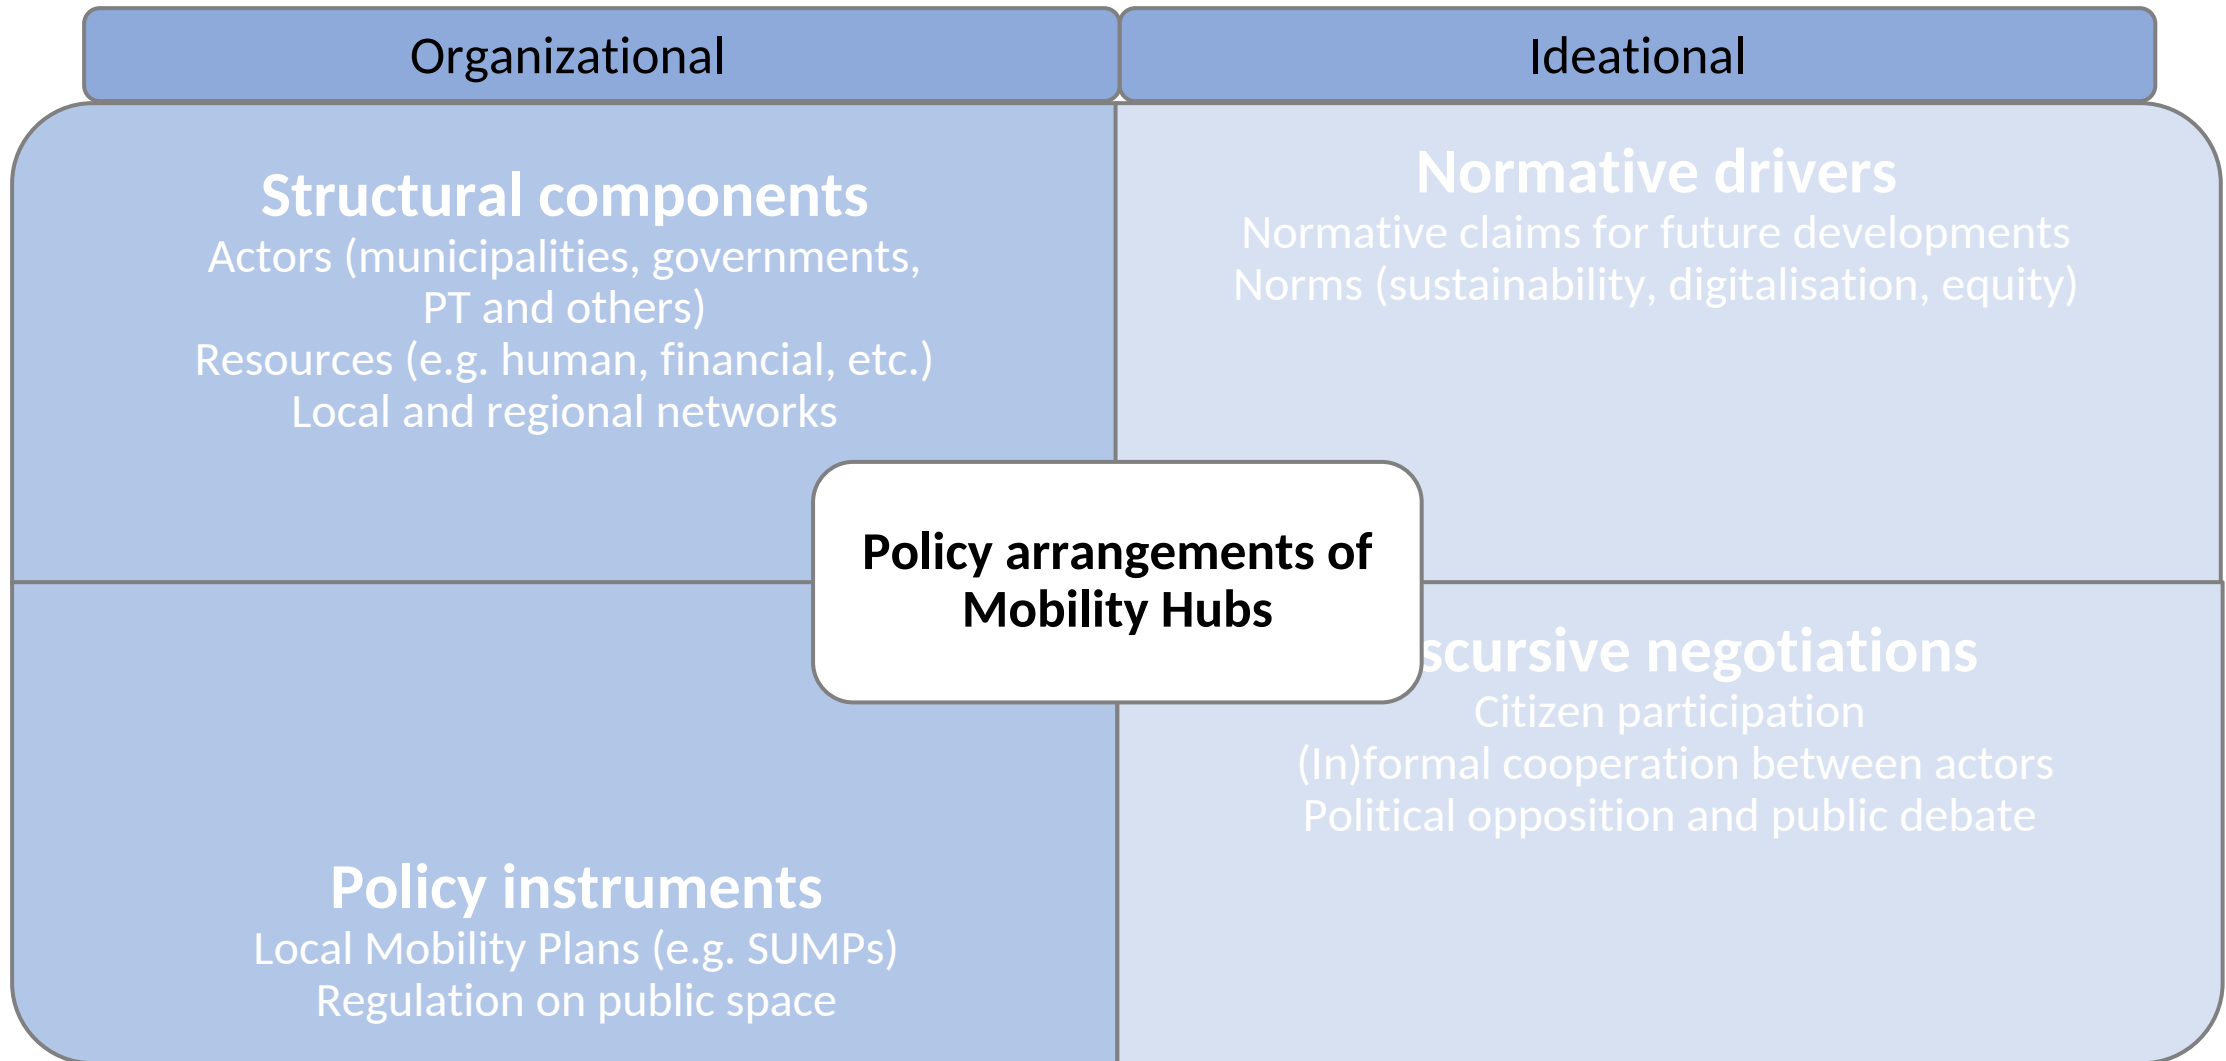 Organizational
Ideational
Structural components
Actors (municipalities, governments,
PT and others)
Resources (e.g. human, financial, etc.)
Local and regional networks
Normative drivers
Normative claims for future developments
Norms (sustainability, digitalisation, equity)
Policy arrangements of
Mobility Hubs
Policy instruments
Local Mobility Plans (e.g. SUMPs)
Regulation on public space
scursive negotiations
Citizen participation
(In)formal cooperation between actors
Political opposition and public debate